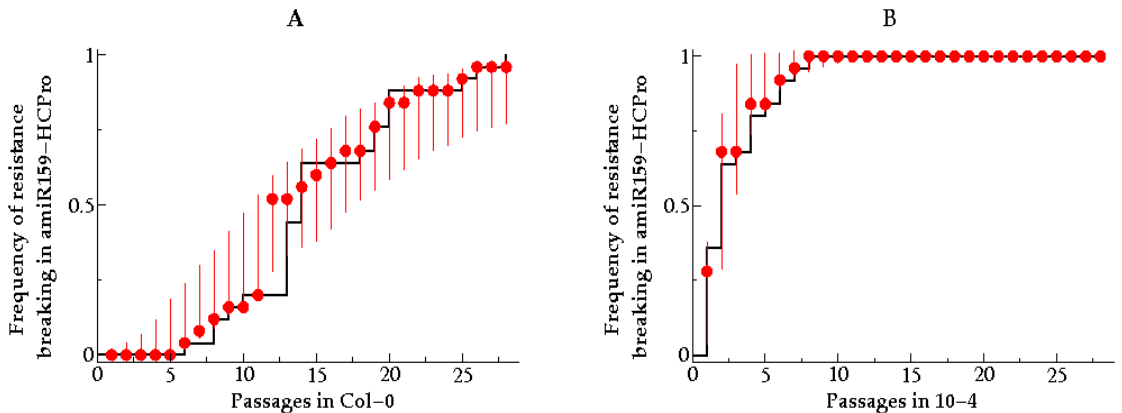 A
Frequency of resistance
breaking in amiR159-HCPro
1
0.5
0
0 5 10 15 20 25
Passages in Col-0
B
Frequency of resistance
breaking in amiR159-HCPro
1
0.5
0
0 5 10 15 20 25
Passages in 10-4